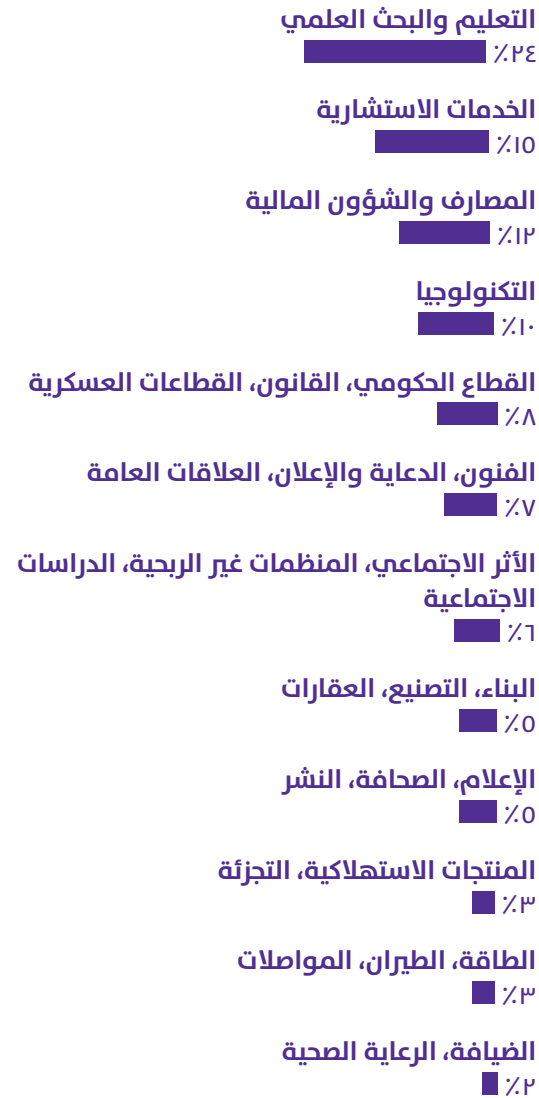 التعليم والبحث العلمي
٢٤٪
الخدمات الاستشارية
١٥٪
المصارف والشؤون المالية
١٢٪
التكنولوجيا
١٠٪
القطاع الحكومي، القانون، القطاعات العسكرية
٨٪
الفنون، الدعاية والإعلان، العلاقات العامة
٧٪
الأثر الاجتماعي، المنظمات غير الربحية، الدراسات
الاجتماعية
٦٪
البناء، التصنيع، العقارات
٥٪
الإعلام، الصحافة، النشر
٥٪
المنتجات الاستهلاكية، التجزئة
٣٪
الطاقة، الطيران، المواصلات
٣٪
الضيافة، الرعاية الصحية
٢٪